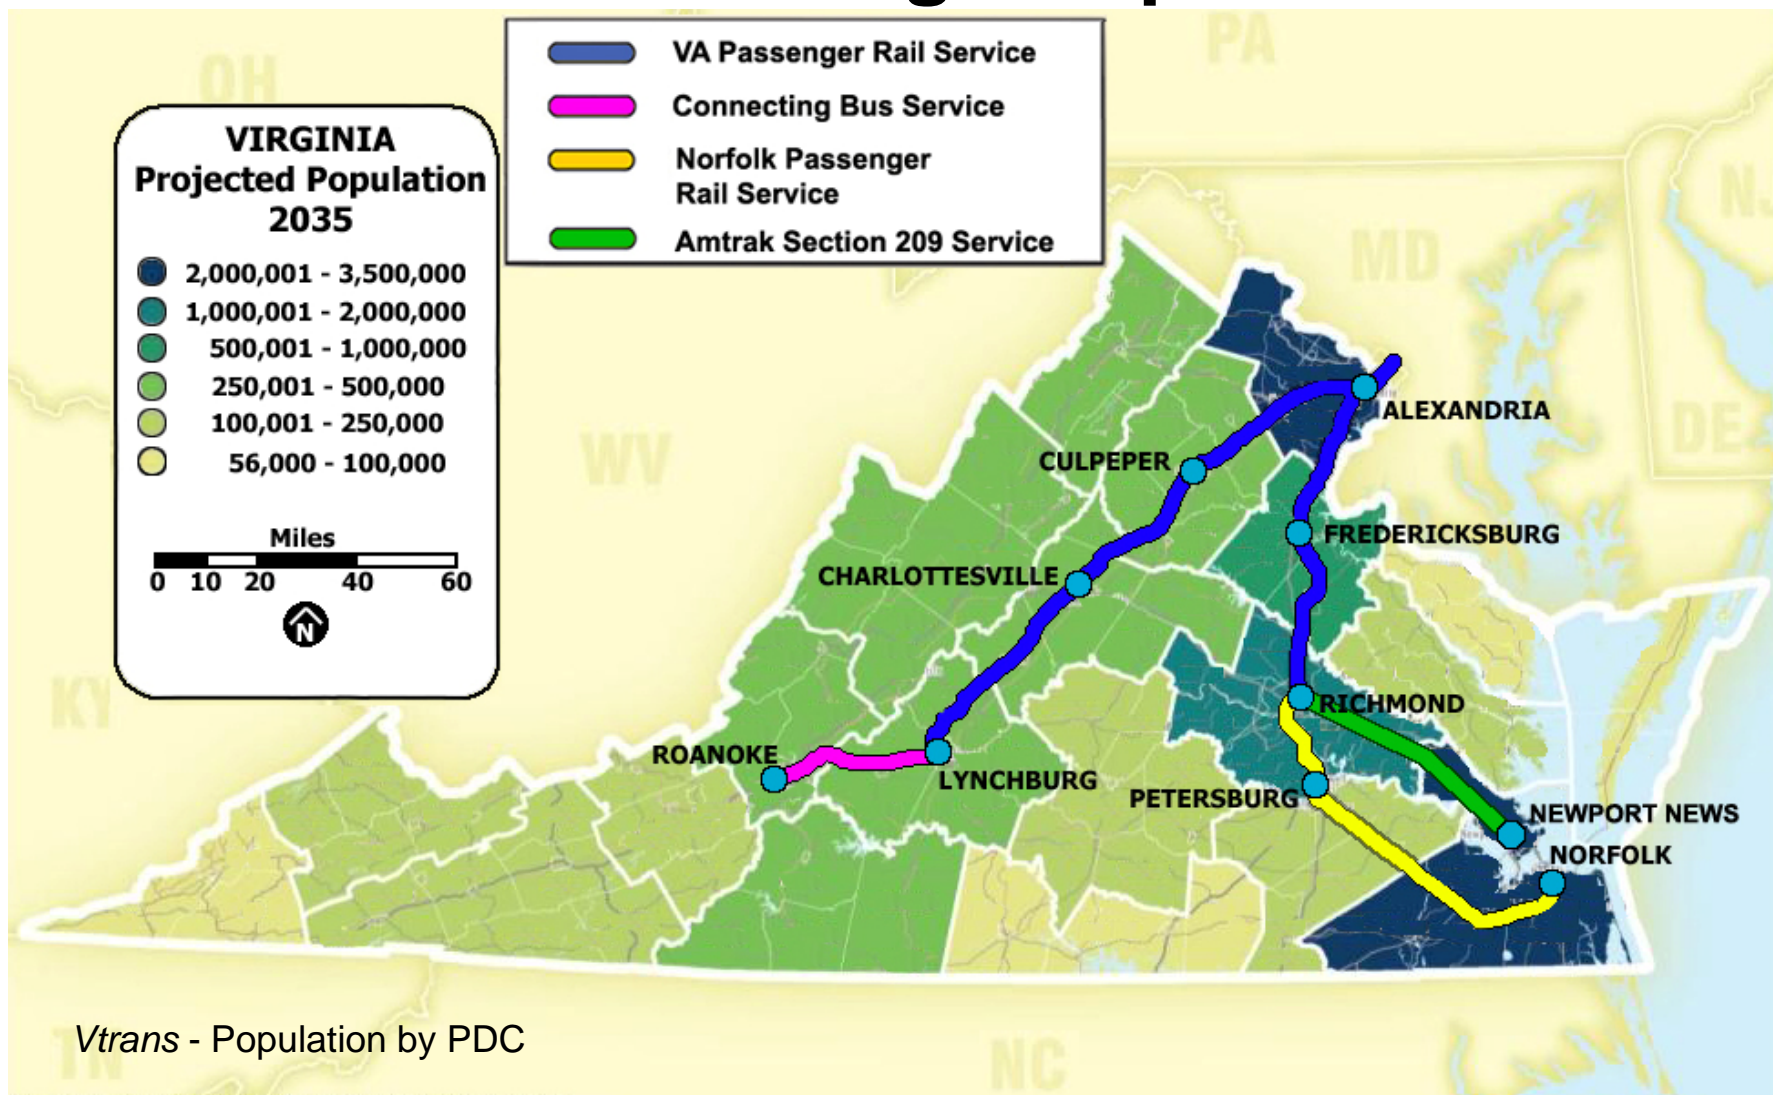 VA Passenger Rail Service
Connecting Bus Service
Norfolk Passenger
Rail Service
Amtrak Section 209 Service
VIRGINIA
Projected Population
2035
2,000,001 - 3,500,000
1,000,001 - 2,000,000
500,001 - 1,000,000
250,001 - 500,000
100,001 - 250,000
56,000 - 100,000
Miles
0 10 20 40 60
N
OH
PA
NJ
MD
DE
WV
KY
TN
NC
ALEXANDRIA
CULPEPER
FREDERICKSBURG
CHARLOTTESVILLE
RICHMOND
ROANOKE
LYNCHBURG
PETERSBURG
NEWPORT NEWS
NORFOLK
Vtrans - Population by PDC